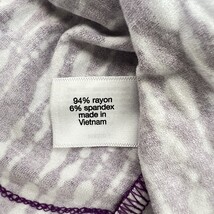 94% rayon
6% spandex
made in
Vietnam